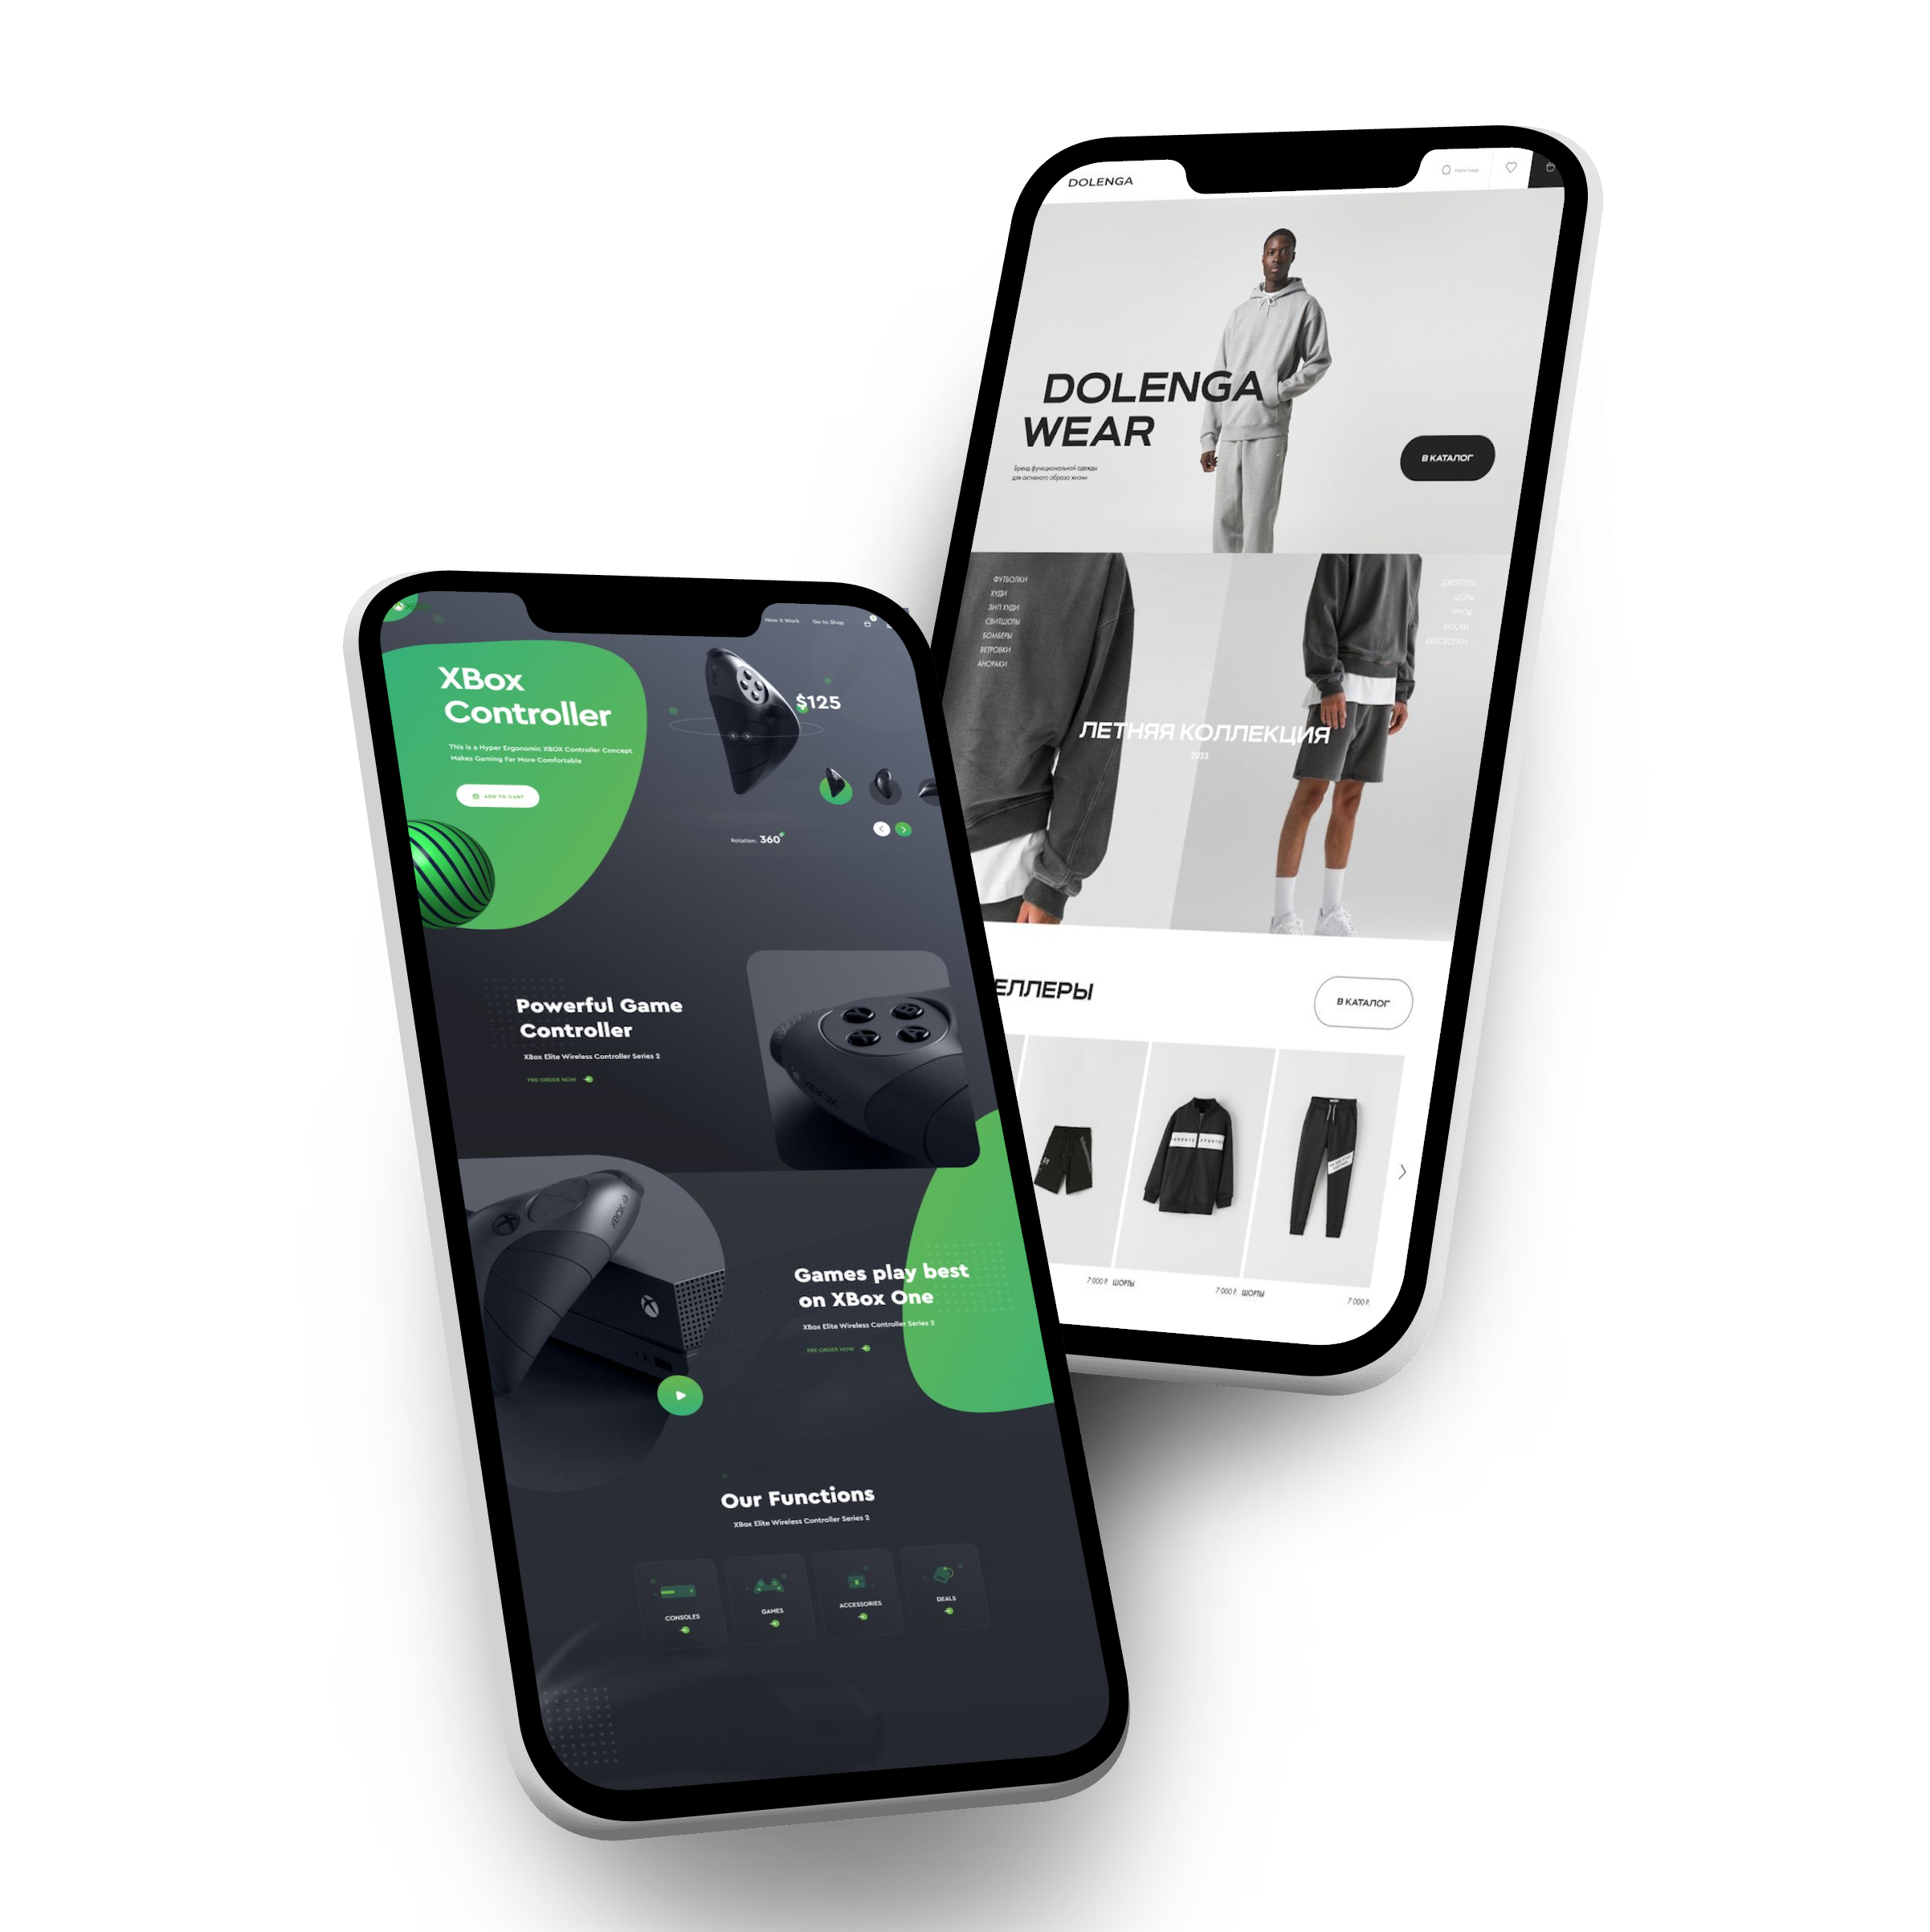 DOLENGA
DOLENGA
WEAR
Бренд функциональной одежды
для активного образа жизни
В КАТАЛОГ
ФУТБОЛКИ
ХУДИ
ЗИП ХУДИ
СВИТШОТЫ
БОМБЕРЫ
ВЕТРОВКИ
АНОРАКИ
ДЖОГГЕРЫ
ШОТЫ
ТРУСЫ
НОСКИ
БЕЙСБОЛКИ
ЛЕТНЯЯ КОЛЛЕКЦИЯ
2023
ЕЛЛЕРЫ
В КАТАЛОГ
7 000 Р. ШОРТЫ
7 000 Р. ШОРТЫ
7 000 Р.
How it Work Go to Shop
XBox
Controller
This is a Hyper Ergonomic XBOX Controller Concept
Makes Gaming Far More Comfortable
ADD TO CART
$125
Rotation: 360°
Powerful Game
Controller
XBox Elite Wireless Controller Series 2
PRE-ORDER NOW
Y B
X A
XBOX
XBOX
Games play best
on XBox One
XBox Elite Wireless Controller Series 2
PRE-ORDER NOW
Our Functions
XBox Elite Wireless Controller Series 2
CONSOLES
GAMES
ACCESSORIES
DEALS